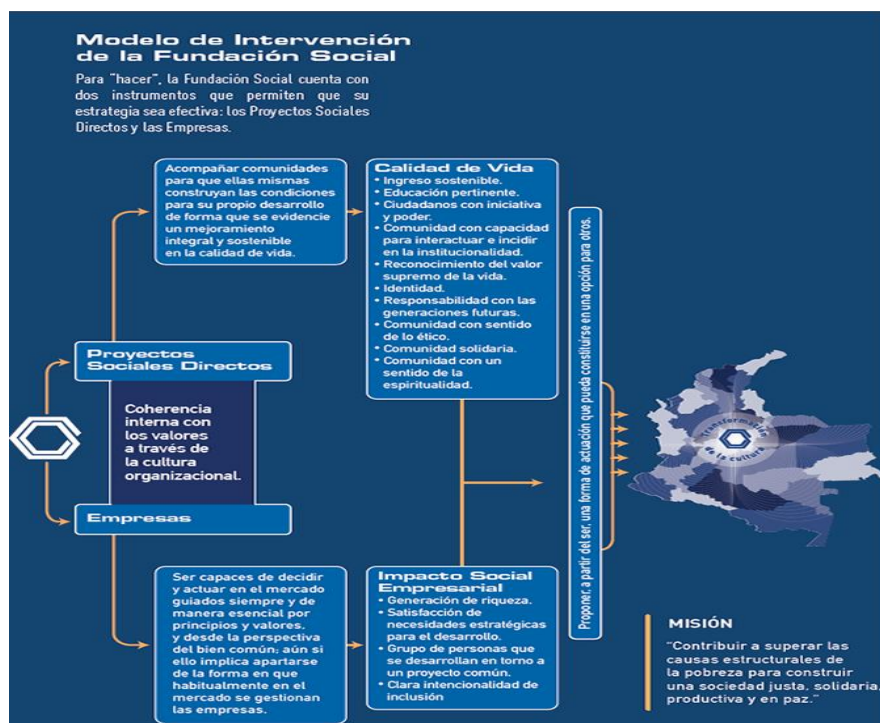 Modelo de Intervención
de la Fundación Social
Para "hacer", la Fundación Social cuenta con
dos instrumentos que permiten que su
estrategia sea efectiva: los Proyectos Sociales
Directos y las Empresas.
Acompañar comunidades
para que ellas mismas
construyan las condiciones
para su propio desarrollo
de forma que se evidencie
un mejoramiento
integral y sostenible
en la calidad de vida.
Calidad de Vida
• Ingreso sostenible.
• Educación pertinente.
• Ciudadanos con iniciativa
y poder.
• Comunidad con capacidad
para interactuar e incidir
en la institucionalidad.
• Reconocimiento del valor
supremo de la vida.
• Identidad.
• Responsabilidad con las
generaciones futuras.
• Comunidad con sentido
de lo ético.
• Comunidad solidaria.
• Comunidad con un
sentido de la
espiritualidad.
Proyectos
Sociales Directos
Coherencia
interna con
los valores
a través de
la cultura
organizacional.
Empresas
Ser capaces de decidir
y actuar en el mercado
guiados siempre y de
manera esencial por
principios y valores,
y desde la perspectiva
del bien común; aún si
ello implica apartarse
de la forma en que
habitualmente en el
mercado se gestionan
las empresas.
Impacto Social
Empresarial
• Generación de riqueza.
• Satisfacción de
necesidades estratégicas
para el desarrollo.
• Grupo de personas que
se desarrollan en torno a
un proyecto común.
• Clara intencionalidad de
inclusión
Proponer, a partir del ser, una forma de actuación que pueda constituirse en una opción para otros.
Transformación
de la cultura
MISIÓN
"Contribuir a superar las
causas estructurales de
la pobreza para construir
una sociedad justa, solidaria,
productiva y en paz."